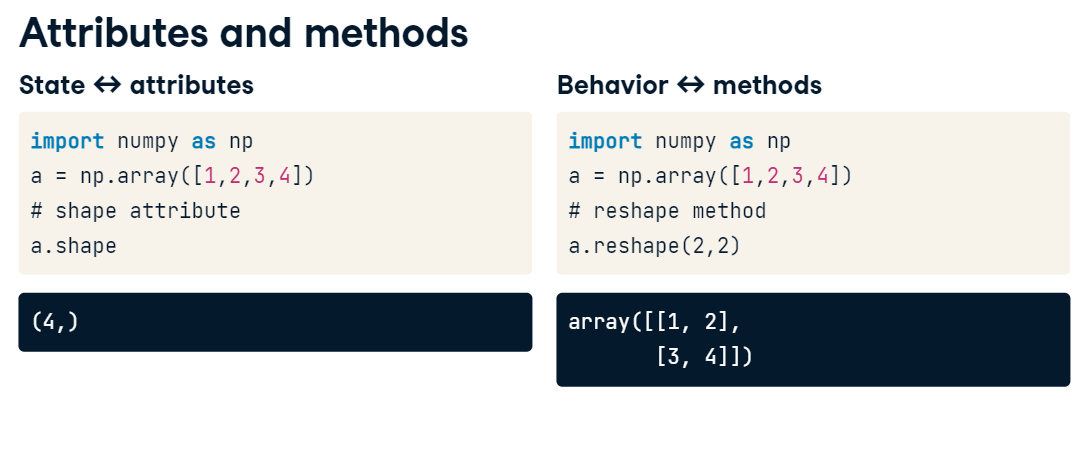 Attributes and methods
State ↔ attributes
import numpy as np
a = np.array([1,2,3,4])
# shape attribute
a.shape
(4,)
Behavior ↔ methods
import numpy as np
a = np.array([1,2,3,4])
# reshape method
a.reshape(2,2)
array([[1, 2],
       [3, 4]])